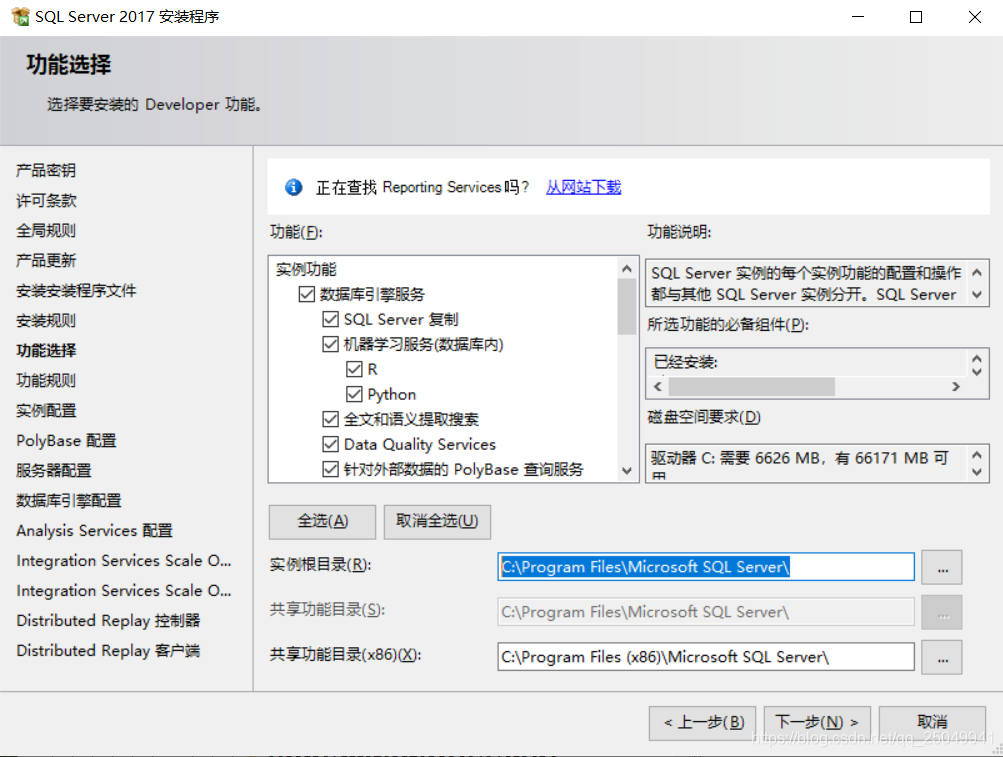 SQL Server 2017 安装程序
功能选择
选择要安装的 Developer 功能。
产品密钥
许可条款
全局规则
产品更新
安装安装程序文件
安装规则
功能选择
功能规则
实例配置
PolyBase 配置
服务器配置
数据库引擎配置
Analysis Services 配置
Integration Services Scale O...
Integration Services Scale O...
Distributed Replay 控制器
Distributed Replay 客户端
正在查找 Reporting Services 吗? 从网站下载
功能(F):
实例功能
数据库引擎服务
SQL Server 复制
机器学习服务(数据库内)
R
Python
全文和语义提取搜索
Data Quality Services
针对外部数据的 PolyBase 查询服务
功能说明:
SQL Server 实例的每个实例功能的配置和操作
都与其他 SQL Server 实例分开。SQL Server
所选功能的必备组件(P):
已经安装:
磁盘空间要求(D)
驱动器 C: 需要 6626 MB，有 66171 MB 可
用
全选(A)
取消全选(U)
实例根目录(R):
C:\Program Files\Microsoft SQL Server\
...
共享功能目录(S):
C:\Program Files\Microsoft SQL Server\
...
共享功能目录(x86)(X):
C:\Program Files (x86)\Microsoft SQL Server\
...
< 上一步(B)
下一步(N) >
取消
https://blog.csdn.net/qq_25049941